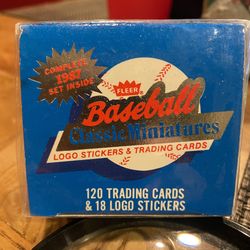 COMPLETE
1987
SET INSIDE
FLEER
Baseball
Classic Miniatures
LOGO STICKERS & TRADING CARDS
120 TRADING CARDS
& 18 LOGO STICKERS